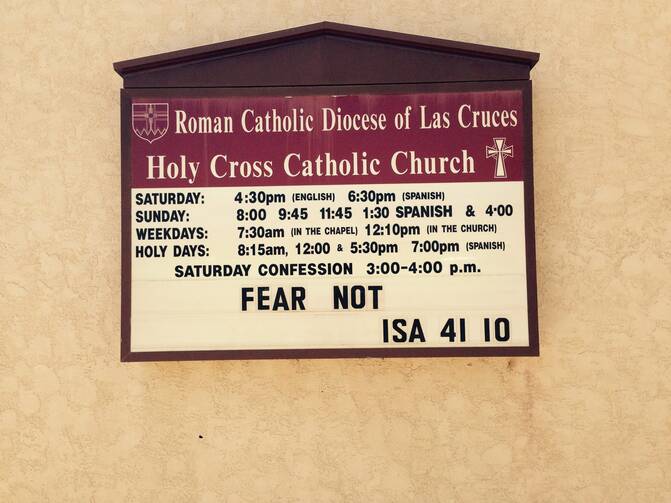 Roman Catholic Diocese of Las Cruces
Holy Cross Catholic Church
SATURDAY: 4:30pm (ENGLISH) 6:30pm (SPANISH)
SUNDAY: 8:00 9:45 11:45 1:30 SPANISH & 4:00
WEEKDAYS: 7:30am (IN THE CHAPEL) 12:10pm (IN THE CHURCH)
HOLY DAYS: 8:15am, 12:00 & 5:30pm 7:00pm (SPANISH)
SATURDAY CONFESSION 3:00-4:00 p.m.
FEAR NOT
ISA 41 10